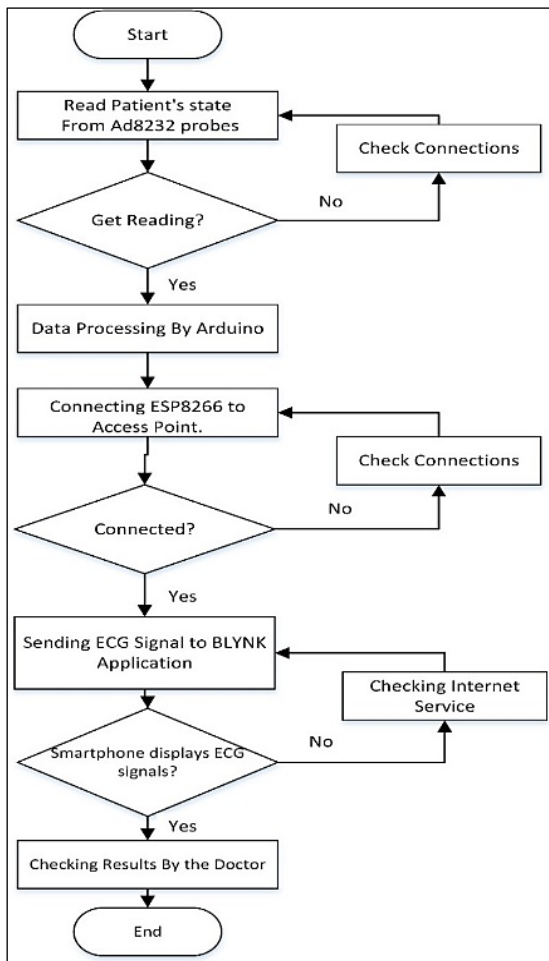 Start
Read Patient's state
From Ad8232 probes
Check Connections
Get Reading?
No
Yes
Data Processing By Arduino
Connecting ESP8266 to
Access Point.
Check Connections
Connected?
No
Yes
Sending ECG Signal to BLYNK
Application
Checking Internet
Service
Smartphone displays ECG
signals?
No
Yes
Checking Results By the Doctor
End